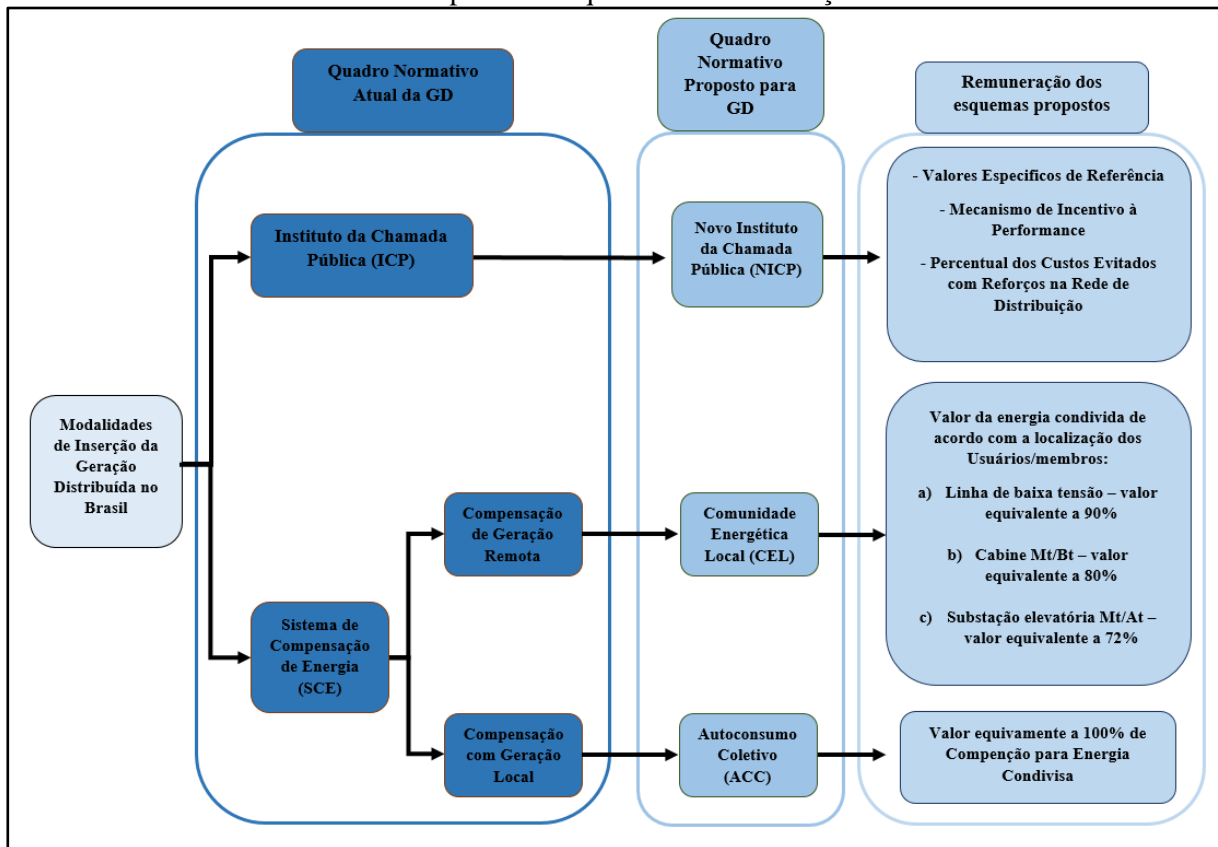 Quadro Normativo
Atual da GD
Quadro
Normativo
Proposto para
GD
Remuneração dos
esquemas propostos
Modalidades
de Inserção da
Geração
Distribuída no
Brasil
Instituto da Chamada
Pública (ICP)
Novo Instituto
da Chamada
Pública (NICP)
- Valores Especificos de Referência
- Mecanismo de Incentivo à
Performance
- Percentual dos Custos Evitados
com Reforços na Rede de
Distribuição
Sistema de
Compensação
de Energia
(SCE)
Compensação
de Geração
Remota
Comunidade
Energética
Local (CEL)
Valor da energia condivida de
acordo com a localização dos
Usuários/membros:
a) Linha de baixa tensão – valor
equivalente a 90%
b) Cabine Mt/Bt – valor
equivalente a 80%
c) Substação elevatória Mt/At –
valor equivalente a 72%
Compensação
com Geração
Local
Autoconsumo
Coletivo
(ACC)
Valor equivamente a 100% de
Compenção para Energia
Condivisa